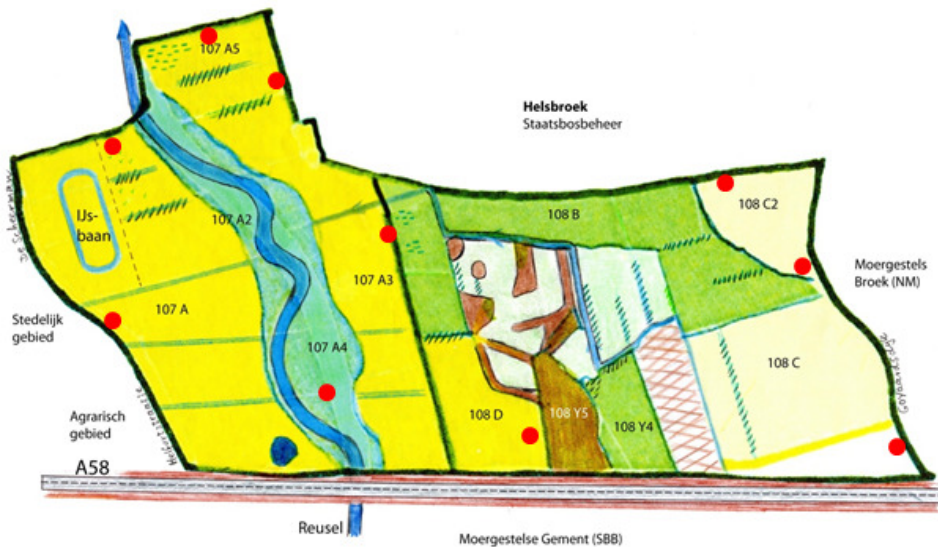 107 A5
Helsbroek
Staatsbosbeheer
108 B
108 C2
IJs-
baan
107 A2
107 A3
Moergestels
Broek (NM)
107 A
Stedelijk
gebied
107 A4
108 C
108 D
108 Y5
108 Y4
Agrarisch
gebied
A58
Reusel
Moergestelse Gement (SBB)